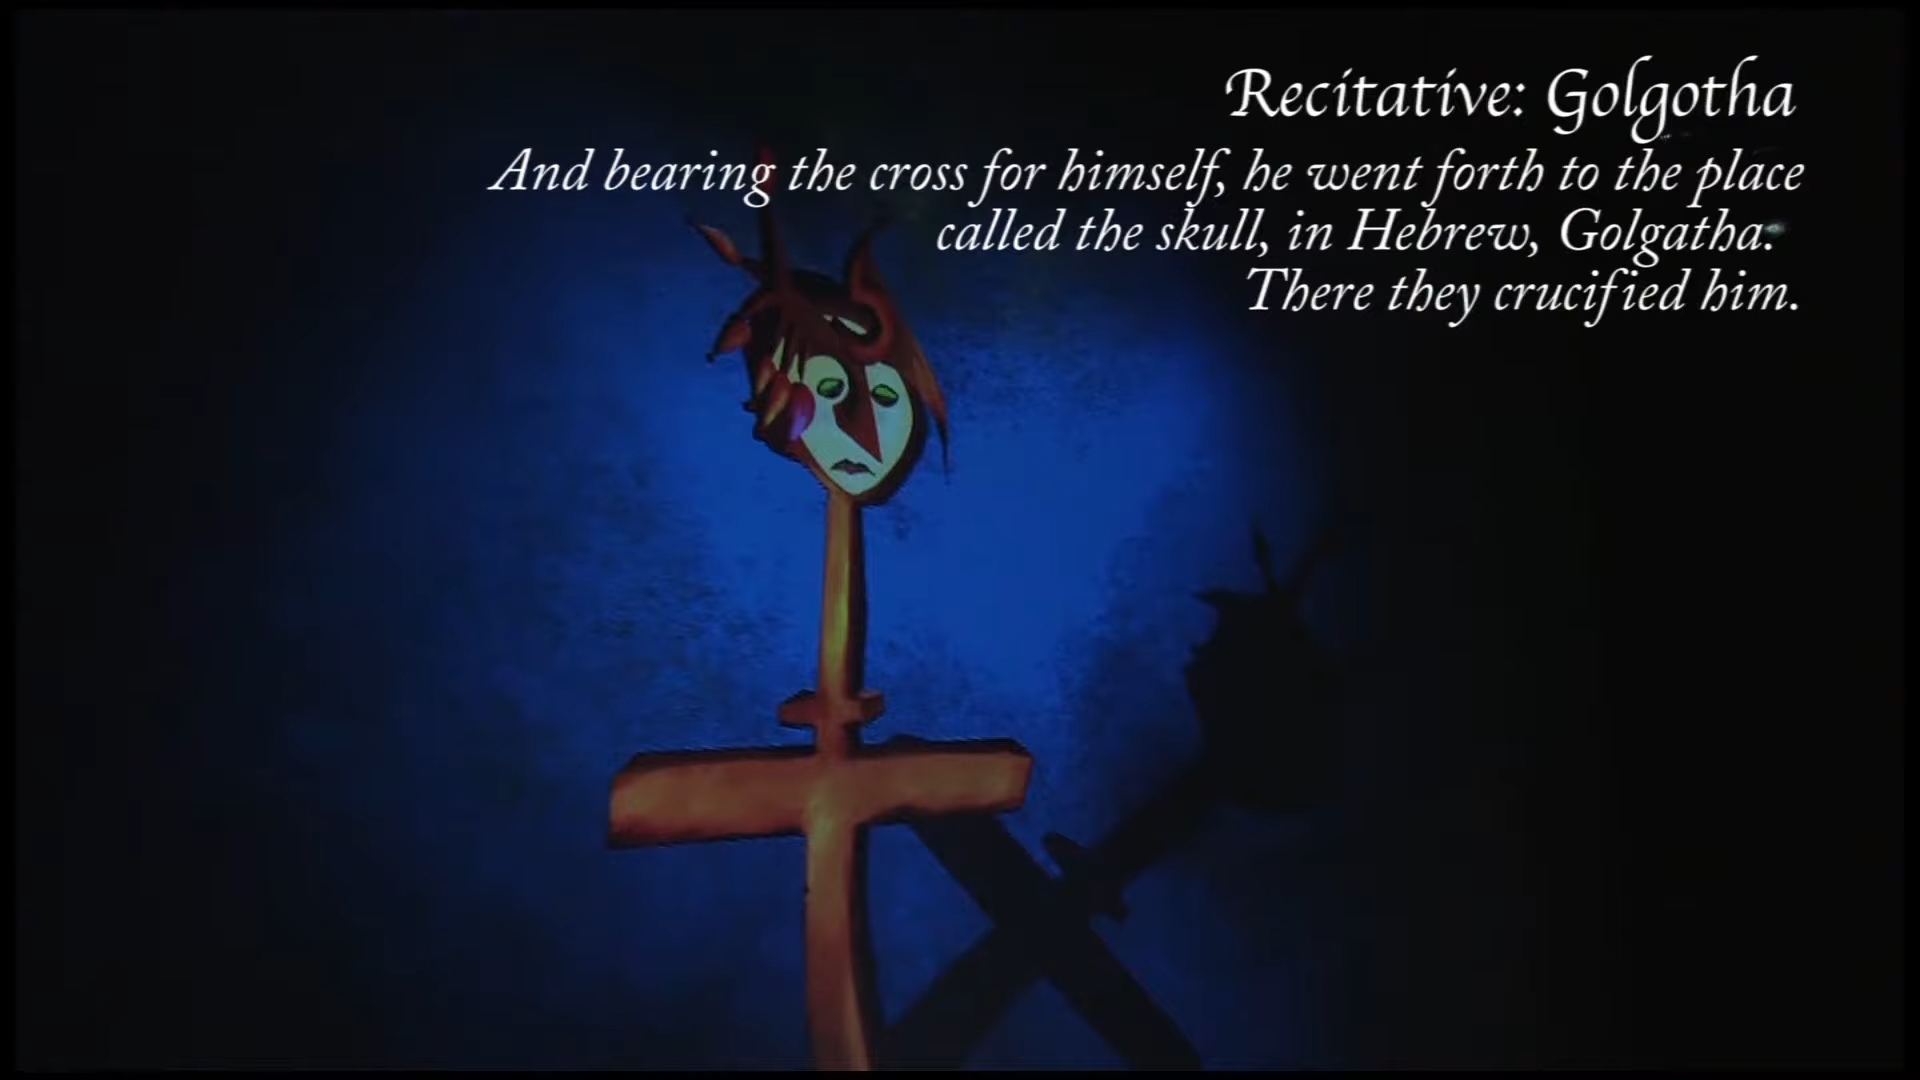 Recitative: Golgotha
And bearing the cross for himself, he went forth to the place
called the skull, in Hebrew, Golgatha.
There they crucified him.